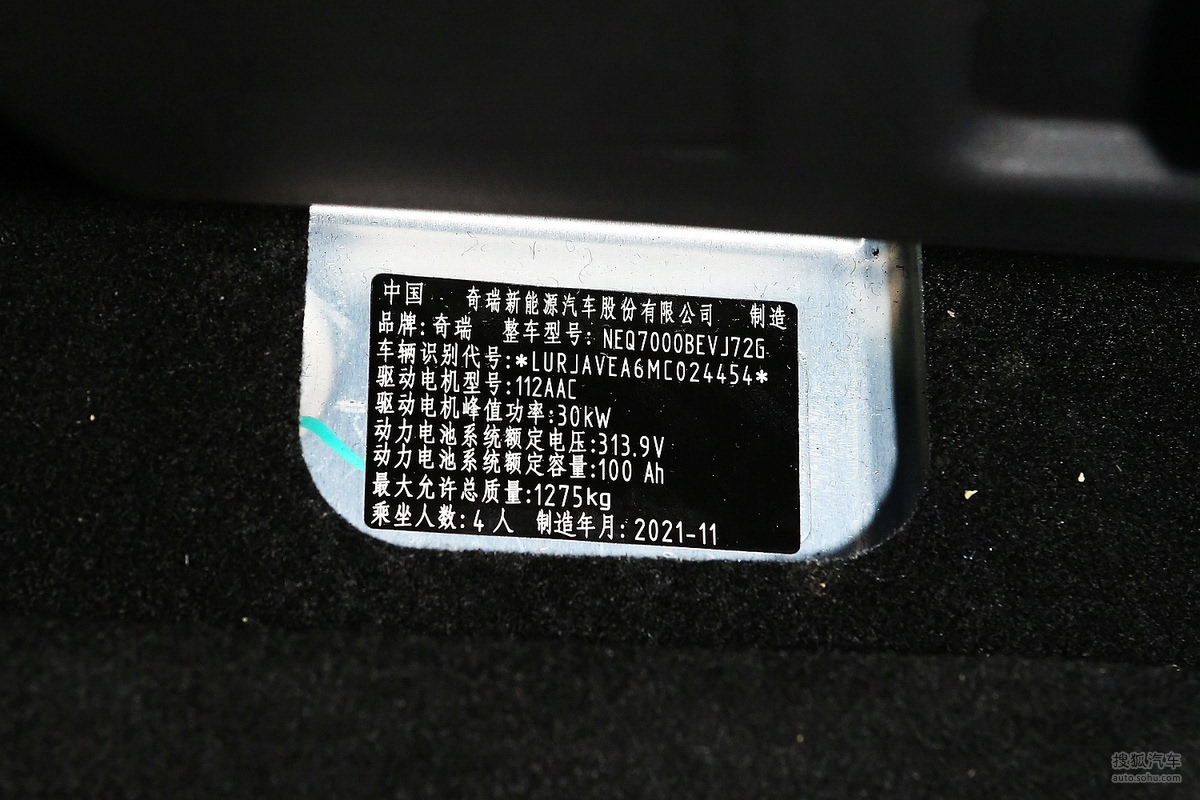 中国 奇瑞新能源汽车股份有限公司 制造
品牌:奇瑞 整车型号:NEQ7000BEVJ72G
车辆识别代号:*LURJAVEA6MC024454*
驱动电机型号:112AAC
驱动电机峰值功率:30kW
动力电池系统额定电压:313.9V
动力电池系统额定容量:100 Ah
最大允许总质量:1275kg
乘坐人数:4人 制造年月:2021-11
搜狐汽车
auto.sohu.com